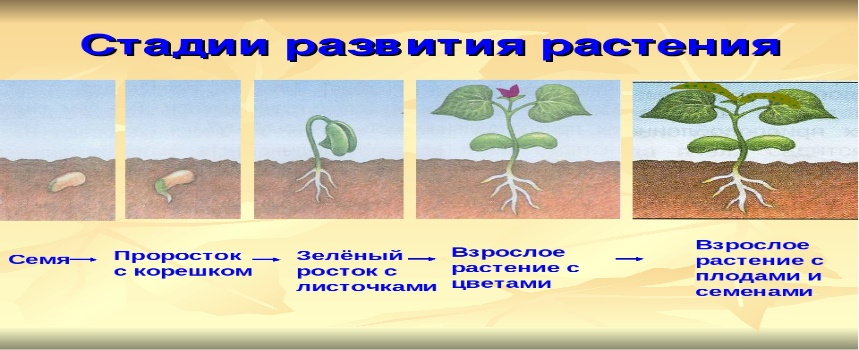 Стадии развития растения
Семя
Проросток
с корешком
Зелёный
росток с
листочками
Взрослое
растение с
цветами
Взрослое
растение с
плодами и
семенами